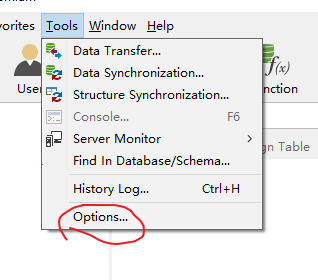 vorites Tools Window Help
Data Transfer...
Data Synchronization...
Structure Synchronization...
Console... F6
Server Monitor
Find In Database/Schema...
History Log... Ctrl+H
Options...
User
f(x)
nction
gn Table